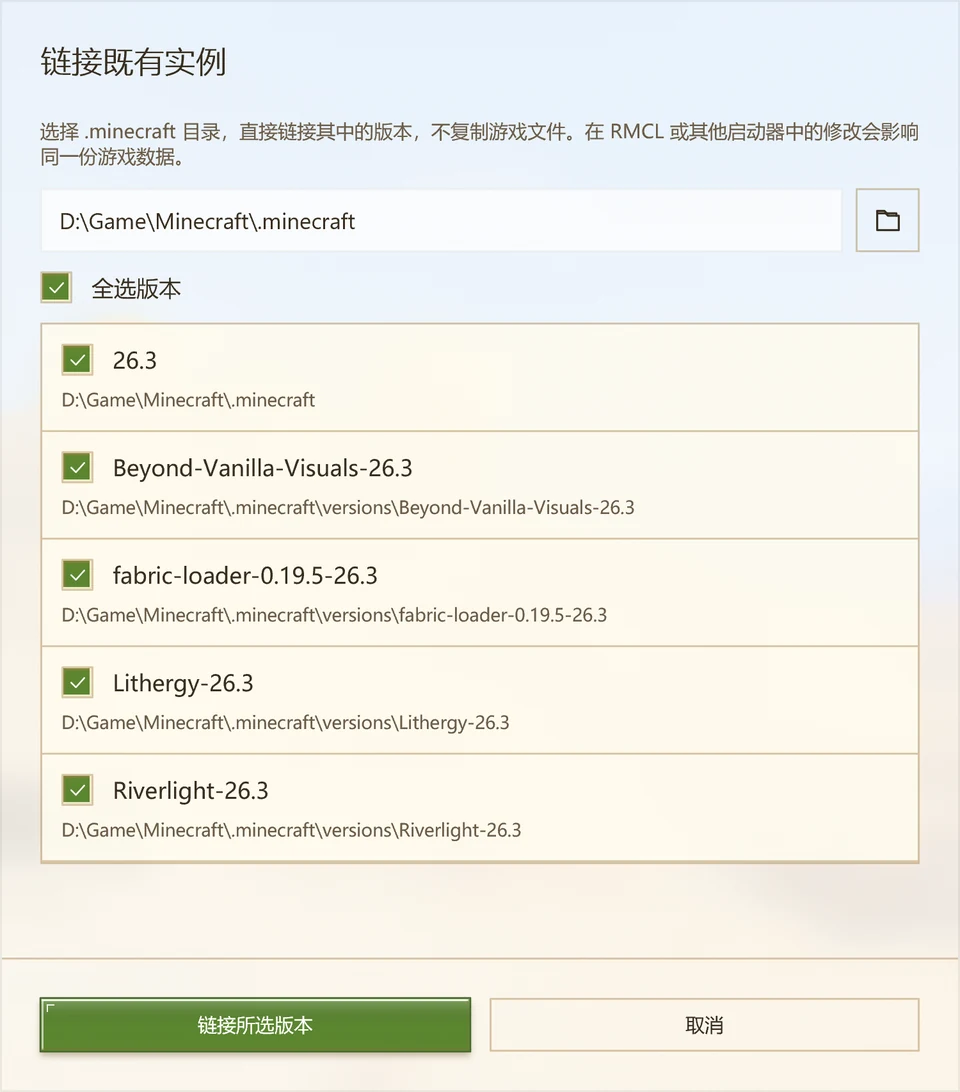 链接既有实例
选择 .minecraft 目录，直接链接其中的版本，不复制游戏文件。在 RMCL 或其他启动器中的修改会影响
同一份游戏数据。
D:\Game\Minecraft\.minecraft
全选版本
26.3
D:\Game\Minecraft\.minecraft
Beyond-Vanilla-Visuals-26.3
D:\Game\Minecraft\.minecraft\versions\Beyond-Vanilla-Visuals-26.3
fabric-loader-0.19.5-26.3
D:\Game\Minecraft\.minecraft\versions\fabric-loader-0.19.5-26.3
Lithergy-26.3
D:\Game\Minecraft\.minecraft\versions\Lithergy-26.3
Riverlight-26.3
D:\Game\Minecraft\.minecraft\versions\Riverlight-26.3
链接所选版本
取消